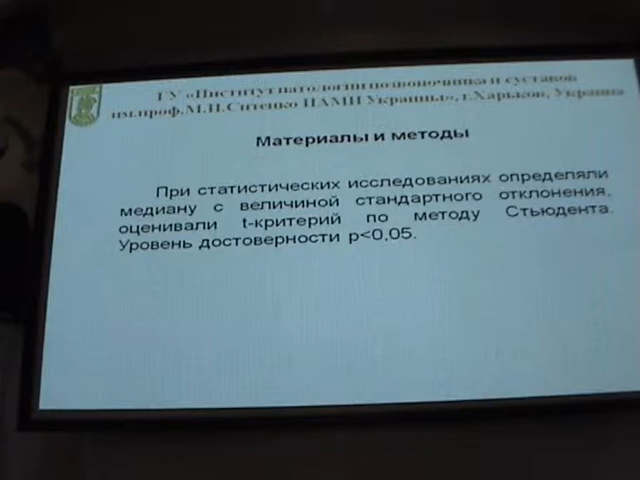 ГУ «Институт патологии позвоночника и суставов
им.проф.М.И.Ситенко НАМН Украины», г.Харьков, Украина
Материалы и методы
При статистических исследованиях определяли
медиану с величиной стандартного отклонения.
оценивали t-критерий по методу Стьюдента.
Уровень достоверности p<0,05.